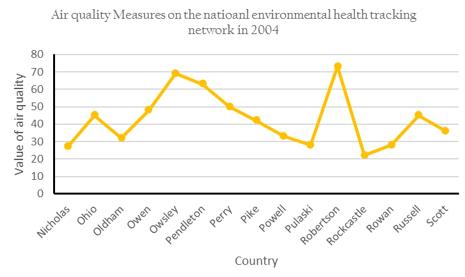 Air quality Measures on the natioanl environmental health tracking
network in 2004
Value of air quality
80
70
60
50
40
30
20
10
0
Nicholas
Ohio
Oldham
Owen
Owsley
Pendleton
Perry
Pike
Powell
Pulaski
Robertson
Rockcastle
Rowan
Russell
Scott
Country